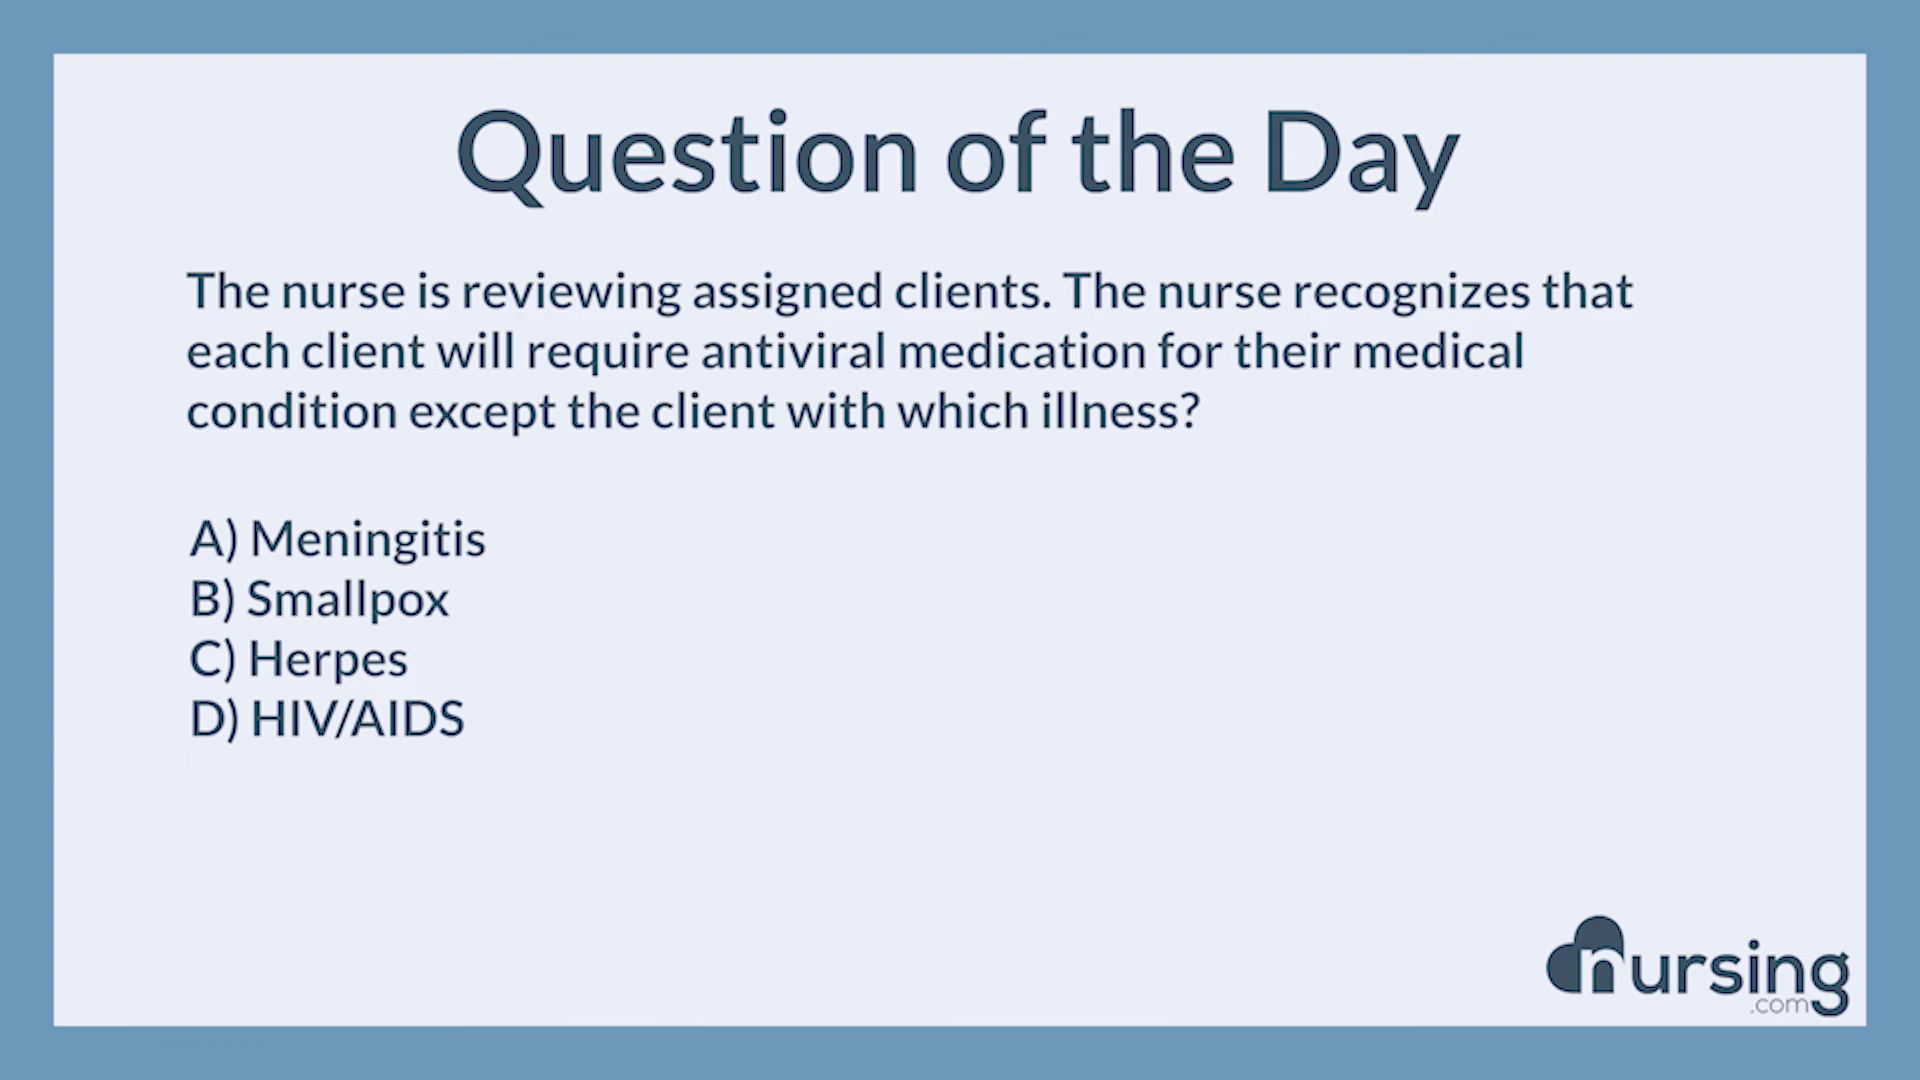 Question of the Day
The nurse is reviewing assigned clients. The nurse recognizes that
each client will require antiviral medication for their medical
condition except the client with which illness?
A) Meningitis
B) Smallpox
C) Herpes
D) HIV/AIDS
nursing
.com